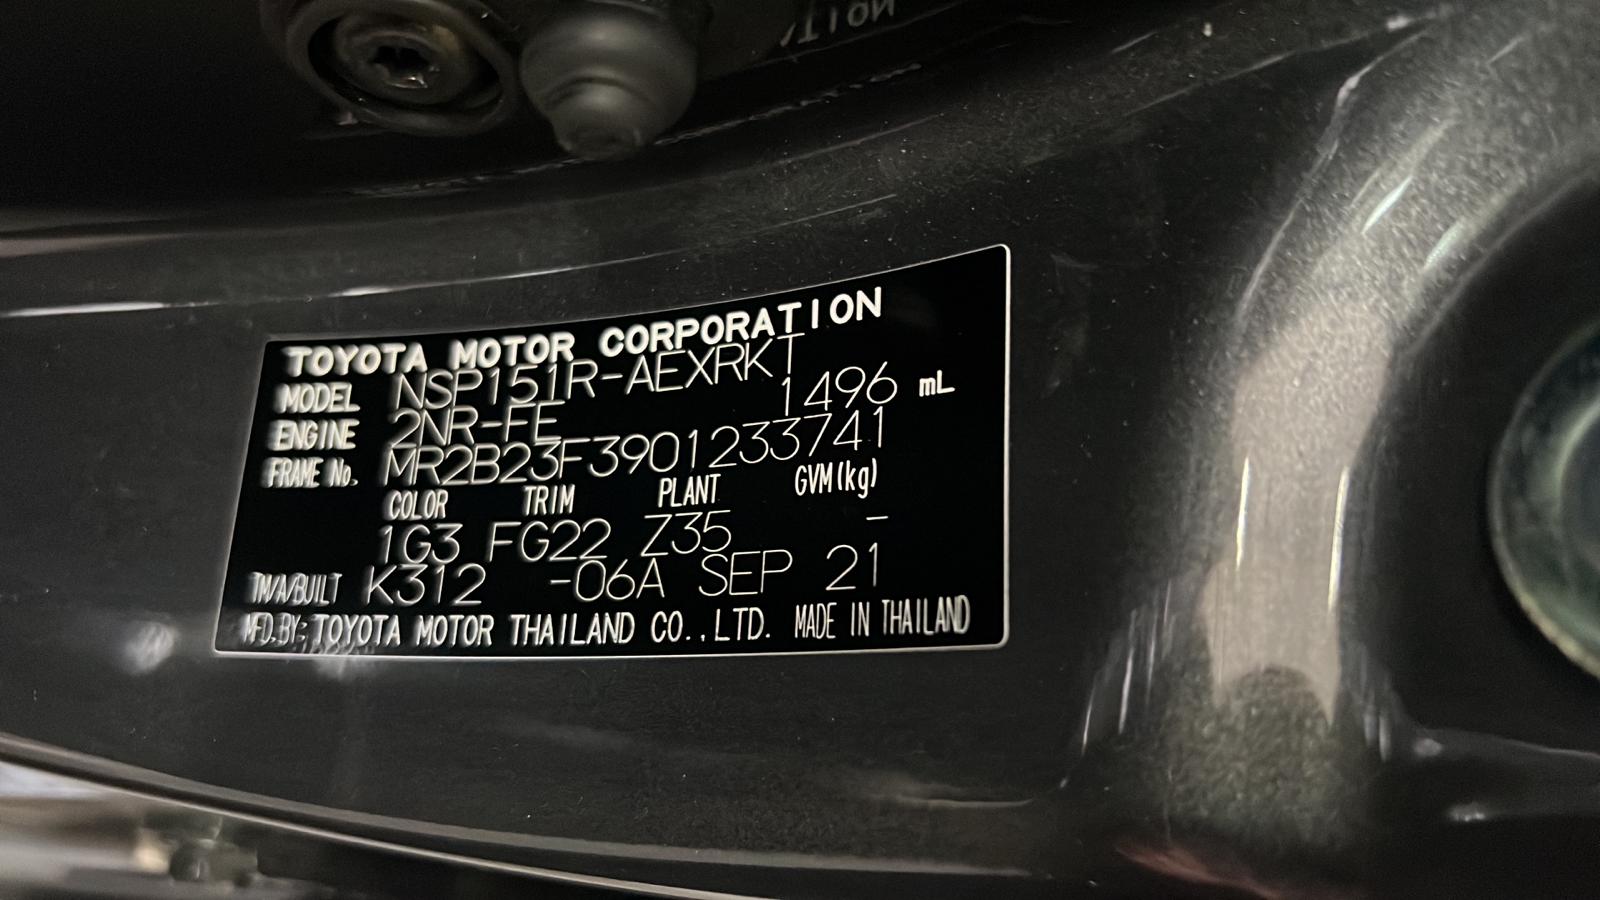 TOYOTA MOTOR CORPORATION
MODEL NSP151R-AEXRKT
ENGINE 2NR-FE 1496 mL
FRAME No. MR2B23F3901233741
COLOR TRIM PLANT GVM(kg)
1G3 FG22 Z35 -
TM/A/BUILT K312 -06A SEP 21
MFD.BY:TOYOTA MOTOR THAILAND CO.,LTD. MADE IN THAILAND